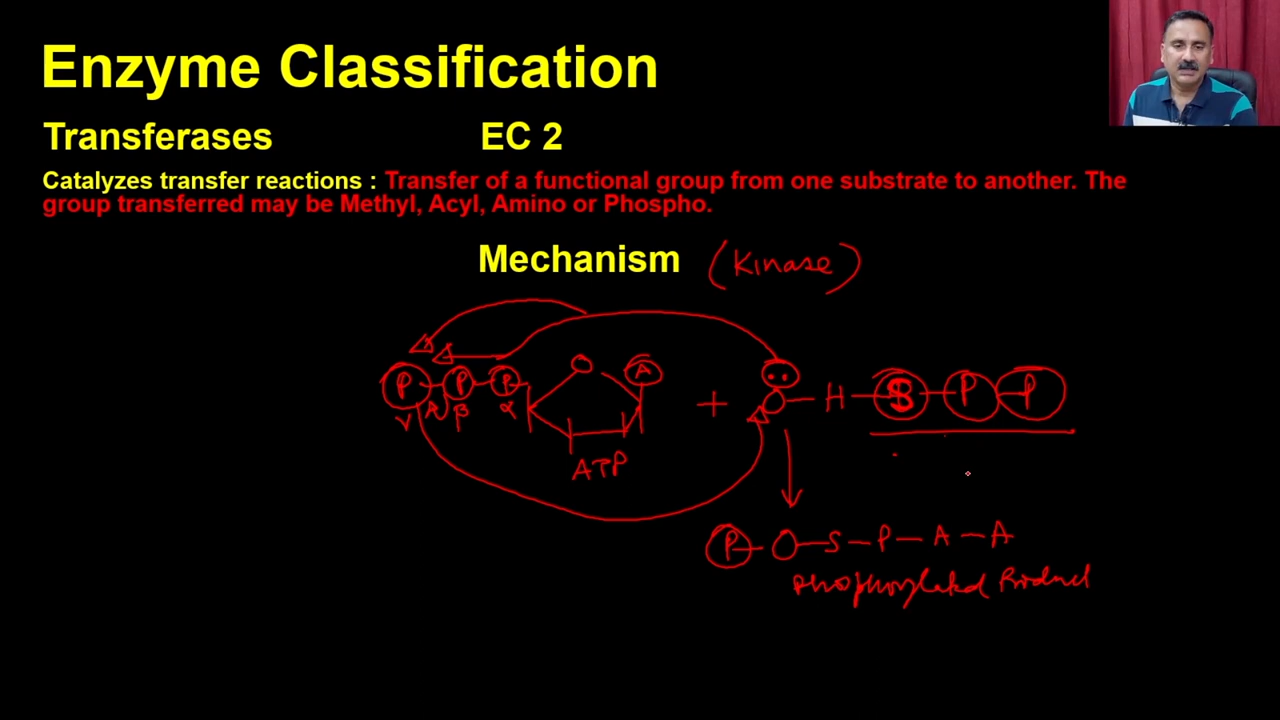 Enzyme Classification
Transferases EC 2
Catalyzes transfer reactions : Transfer of a functional group from one substrate to another. The
group transferred may be Methyl, Acyl, Amino or Phospho.
Mechanism (Kinase)
P P P O A + O H S P P
γ β α
ATP
P O S P A A
Phosphorylated Product